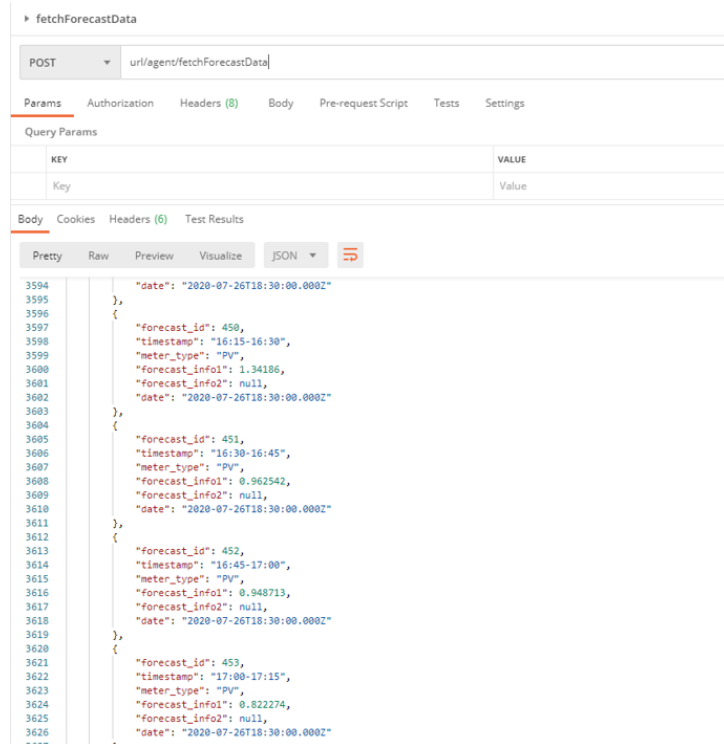 fetchForecastData
POST url/agent/fetchForecastData
Params Authorization Headers (8) Body Pre-request Script Tests Settings
Query Params
KEY VALUE
Key Value
Body Cookies Headers (6) Test Results
Pretty Raw Preview Visualize JSON
3594 "date": "2020-07-26T18:30:00.000Z"
3595 },
3596 {
3597 "forecast_id": 450,
3598 "timestamp": "16:15-16:30",
3599 "meter_type": "PV",
3600 "forecast_info1": 1.34186,
3601 "forecast_info2": null,
3602 "date": "2020-07-26T18:30:00.000Z"
3603 },
3604 {
3605 "forecast_id": 451,
3606 "timestamp": "16:30-16:45",
3607 "meter_type": "PV",
3608 "forecast_info1": 0.962542,
3609 "forecast_info2": null,
3610 "date": "2020-07-26T18:30:00.000Z"
3611 },
3612 {
3613 "forecast_id": 452,
3614 "timestamp": "16:45-17:00",
3615 "meter_type": "PV",
3616 "forecast_info1": 0.948713,
3617 "forecast_info2": null,
3618 "date": "2020-07-26T18:30:00.000Z"
3619 },
3620 {
3621 "forecast_id": 453,
3622 "timestamp": "17:00-17:15",
3623 "meter_type": "PV",
3624 "forecast_info1": 0.822274,
3625 "forecast_info2": null,
3626 "date": "2020-07-26T18:30:00.000Z"